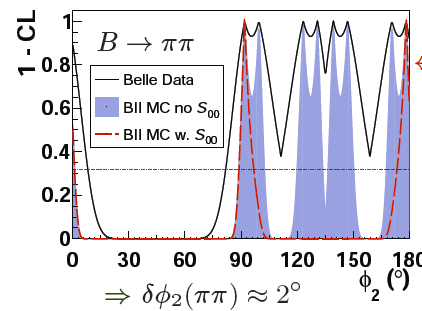 1 - CL
1
0.8
0.6
0.4
0.2
0
B → ππ
Belle Data
BII MC no S₀₀
BII MC w. S₀₀
0 30 60 90 120 150 180
ϕ₂ (°)
⇒ δϕ₂(ππ) ≈ 2°